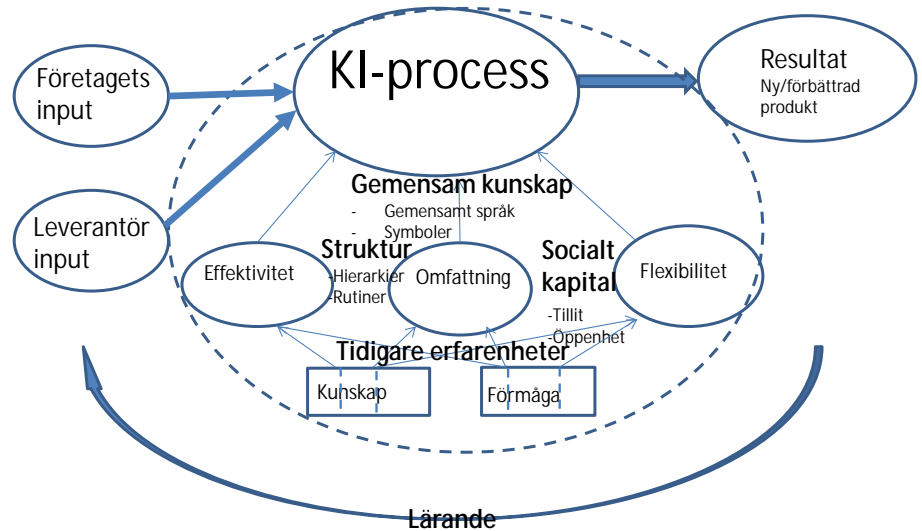 KI-process
Företagets
input
Resultat
Ny/förbättrad
produkt
Leverantör
input
Gemensam kunskap
- Gemensamt språk
- Symboler
Effektivitet
Struktur
-Hierarkier
-Rutiner
Omfattning
Socialt
kapital
-Tillit
-Öppenhet
Flexibilitet
Tidigare erfarenheter
Kunskap
Förmåga
Lärande